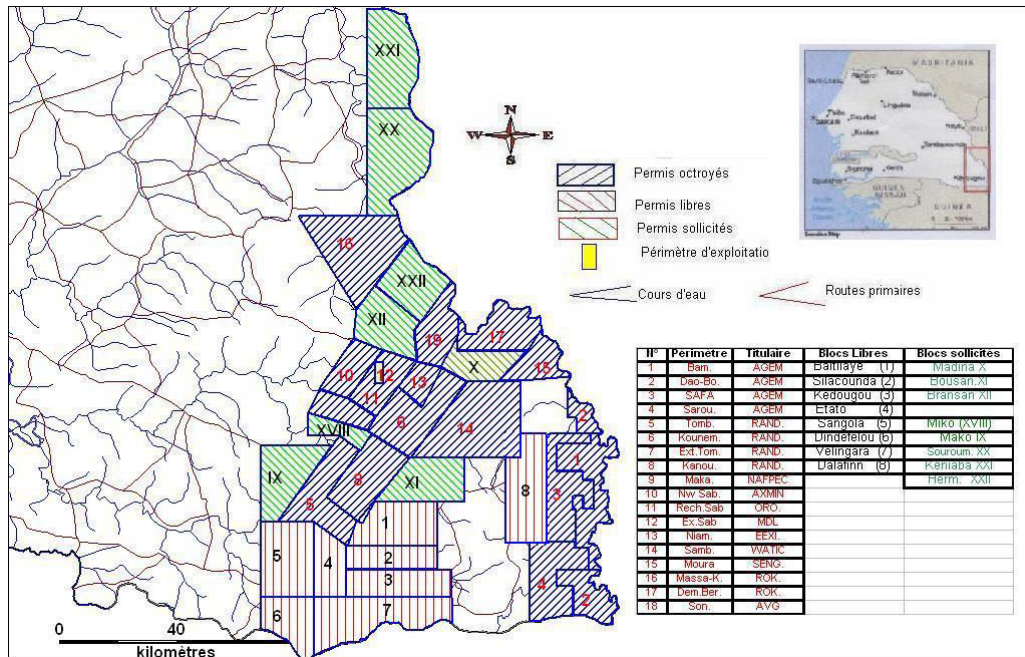 XXI
XX
N
W E
S
Permis octroyés
Permis libres
Permis sollicités
Périmètre d'exploitatio
Cours d'eau
Routes primaires
MAURITANIA
GUINEA
16
XXII
XII
19
17
X
15
10
12
13
11
6
14
2
XVIII
IX
8
XI
5
8
1
3
1
5
4
2
3
4
2
6
7
0 40
kilomètres
N° Périmètre Titulaire Blocs Libres Blocs sollicités
1 Bam. AGEM Baitilaye (1) Madina X
2 Dao-Bo. AGEM Silacounda (2) Bousan.XI
3 SAFA AGEM Kedougou (3) Bransan XII
4 Sarou. AGEM Etato (4)
5 Tomb. RAND. Sangola (5) Miko (XVIII)
6 Kounem. RAND. Dindefelou (6) Mako IX
7 Ext.Tom. RAND. Velingara (7) Souroum. XX
8 Kanou. RAND. Dalafinn (8) Keniaba XXI
9 Maka. NAFPEC Herm. XXII
10 Nw Sab. AXMIN
11 Rech.Sab ORO.
12 Ex.Sab MDL
13 Niam. EEXI.
14 Samb. WATIC
15 Moura SENG.
16 Massa-K. ROK.
17 Dem.Ber. ROK.
18 Son. AVG